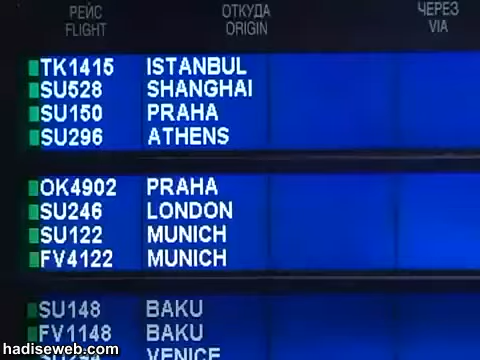 РЕЙС ОТКУДА ЧЕРЕЗ
FLIGHT ORIGIN VIA
TK1415 ISTANBUL
SU528 SHANGHAI
SU150 PRAHA
SU296 ATHENS
OK4902 PRAHA
SU246 LONDON
SU122 MUNICH
FV4122 MUNICH
SU148 BAKU
FV1148 BAKU
SU294 VENICE
hadiseweb.com